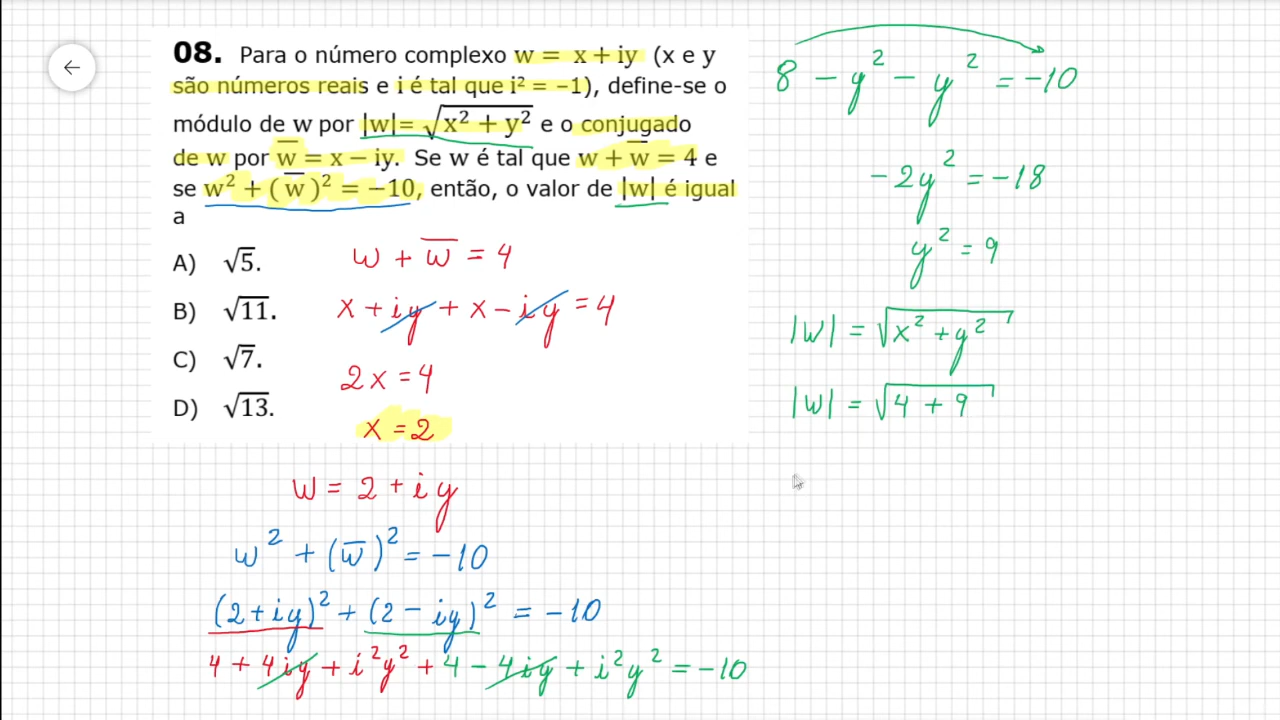 08. Para o número complexo w = x + iy (x e y
são números reais e i é tal que i² = –1), define-se o
módulo de w por |w|= √x² + y² e o conjugado
de w por w̅ = x – iy. Se w é tal que w + w̅ = 4 e
se w² + ( w̅ )² = –10, então, o valor de |w| é igual
a
A) √5.
B) √11.
C) √7.
D) √13.
w + w̅ = 4
x + iy + x – iy = 4
2x = 4
x = 2
w = 2 + iy
w² + (w̅)² = –10
(2 + iy)² + (2 – iy)² = –10
4 + 4iy + i²y² + 4 – 4iy + i²y² = –10
8 – y² – y² = –10
–2y² = –18
y² = 9
|w| = √x² + y²
|w| = √4 + 9